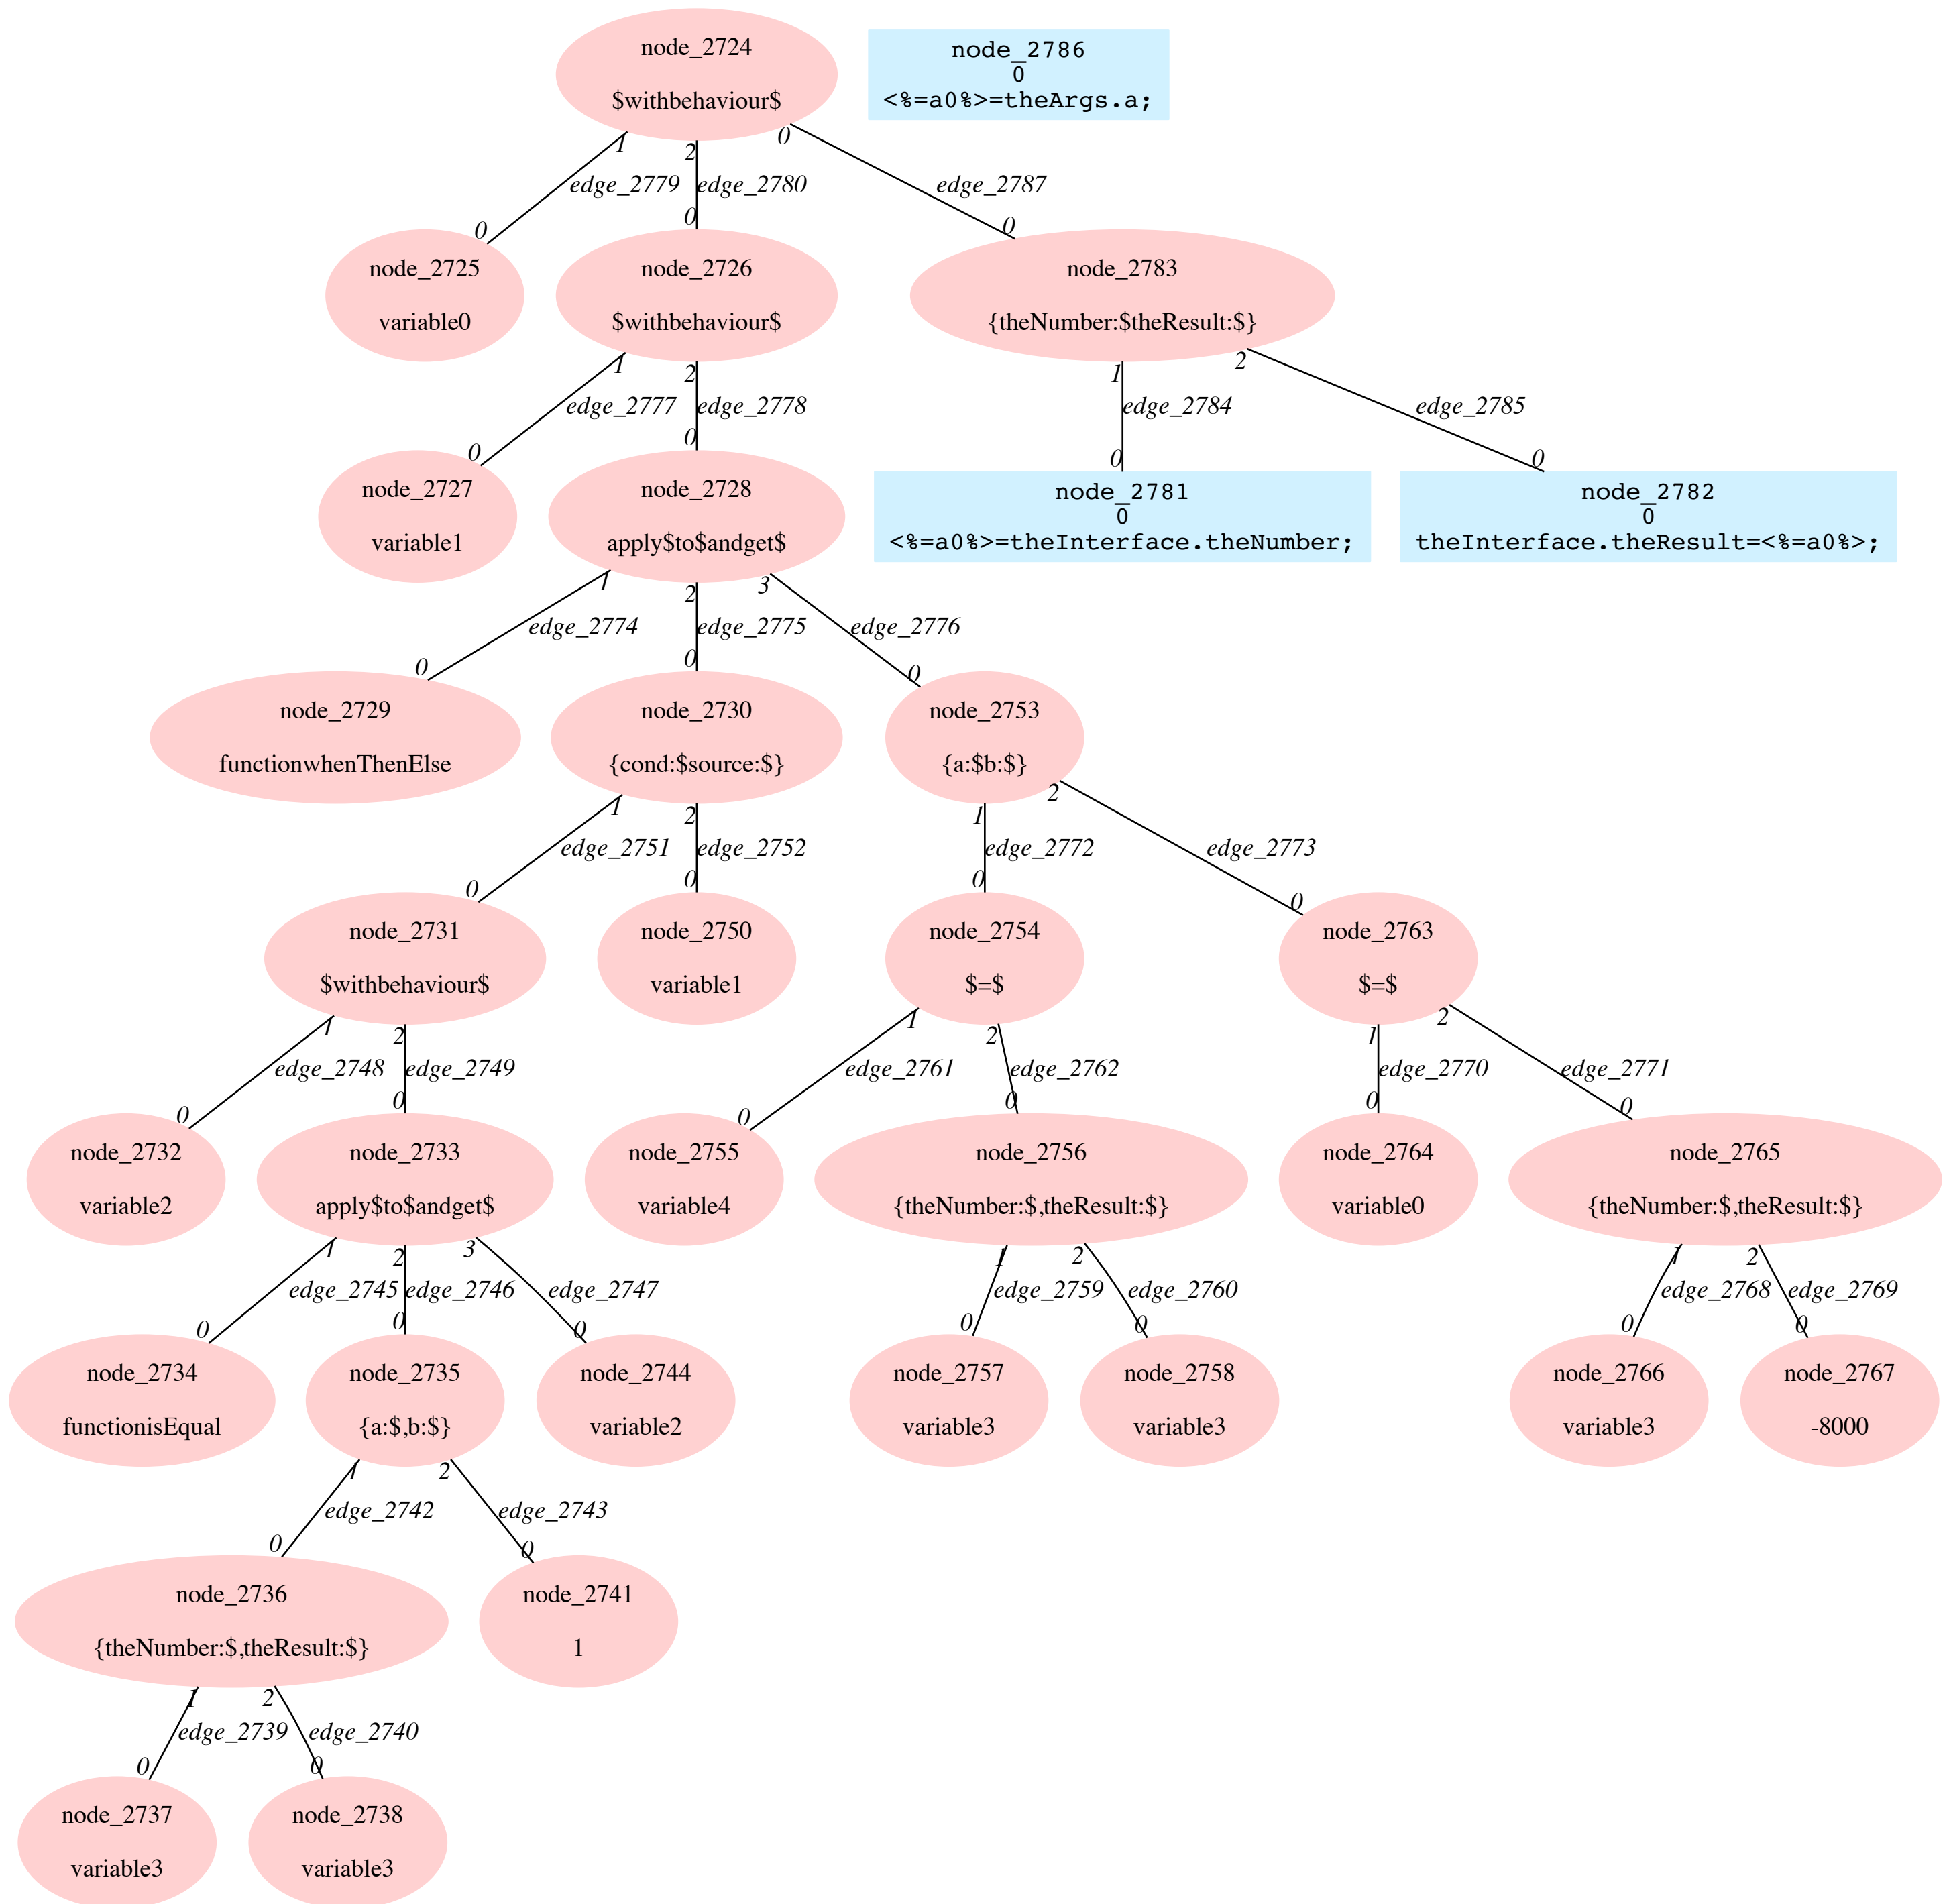 node_2724
$withbehaviour$
node_2786
0
<%=a0%>=theArgs.a;
1
2
0
edge_2779
edge_2780
edge_2787
0
0
0
node_2725
variable0
node_2726
$withbehaviour$
node_2783
{theNumber:$theResult:$}
1
2
1
2
edge_2777
edge_2778
edge_2784
edge_2785
0
0
0
0
node_2727
variable1
node_2728
apply$to$andget$
node_2781
0
<%=a0%>=theInterface.theNumber;
node_2782
0
theInterface.theResult=<%=a0%>;
1
2
3
edge_2774
edge_2775
edge_2776
0
0
0
node_2729
functionwhenThenElse
node_2730
{cond:$source:$}
node_2753
{a:$b:$}
1
2
1
2
edge_2751
edge_2752
edge_2772
edge_2773
0
0
0
0
node_2731
$withbehaviour$
node_2750
variable1
node_2754
$=$
node_2763
$=$
1
2
1
2
1
2
edge_2748
edge_2749
edge_2761
edge_2762
edge_2770
edge_2771
0
0
0
0
0
0
node_2732
variable2
node_2733
apply$to$andget$
node_2755
variable4
node_2756
{theNumber:$,theResult:$}
node_2764
variable0
node_2765
{theNumber:$,theResult:$}
1
2
3
1
2
1
2
edge_2745
edge_2746
edge_2747
edge_2759
edge_2760
edge_2768
edge_2769
0
0
0
0
0
0
0
node_2734
functionisEqual
node_2735
{a:$,b:$}
node_2744
variable2
node_2757
variable3
node_2758
variable3
node_2766
variable3
node_2767
-8000
1
2
edge_2742
edge_2743
0
0
node_2736
{theNumber:$,theResult:$}
node_2741
1
1
2
edge_2739
edge_2740
0
0
node_2737
variable3
node_2738
variable3